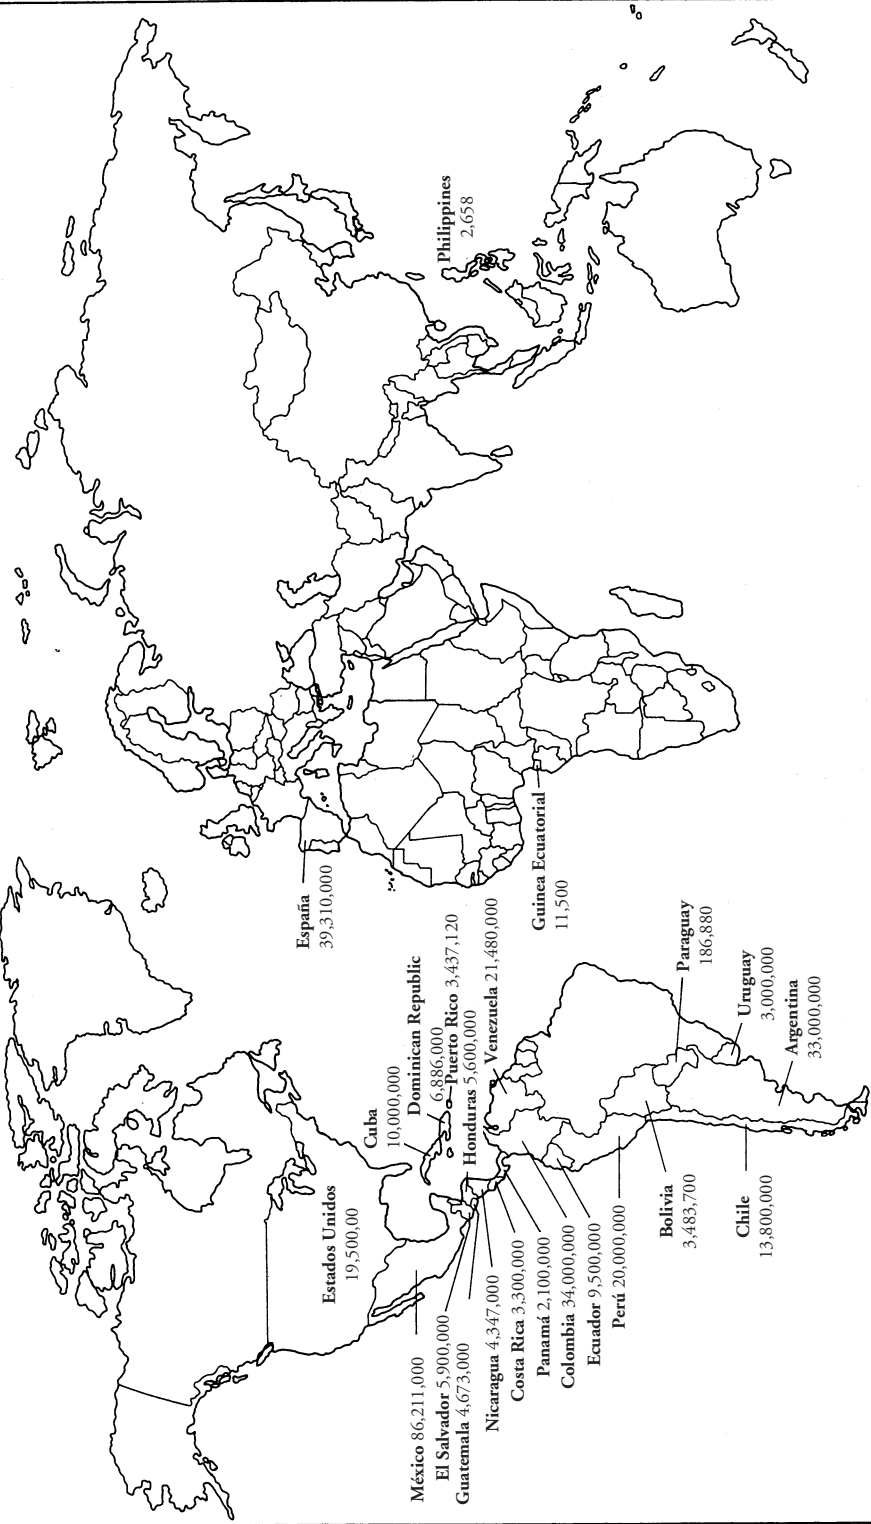 Estados Unidos
19,500,00
Cuba
10,000,000
Dominican Republic
6,886,000
Puerto Rico 3,437,120
Honduras 5,600,000
Venezuela 21,480,000
México 86,211,000
El Salvador 5,900,000
Guatemala 4,673,000
Nicaragua 4,347,000
Costa Rica 3,300,000
Panamá 2,100,000
Colombia 34,000,000
Ecuador 9,500,000
Perú 20,000,000
Bolivia
3,483,700
Chile
13,800,000
Paraguay
186,880
Uruguay
3,000,000
Argentina
33,000,000
España
39,310,000
Guinea Ecuatorial
11,500
Philippines
2,658